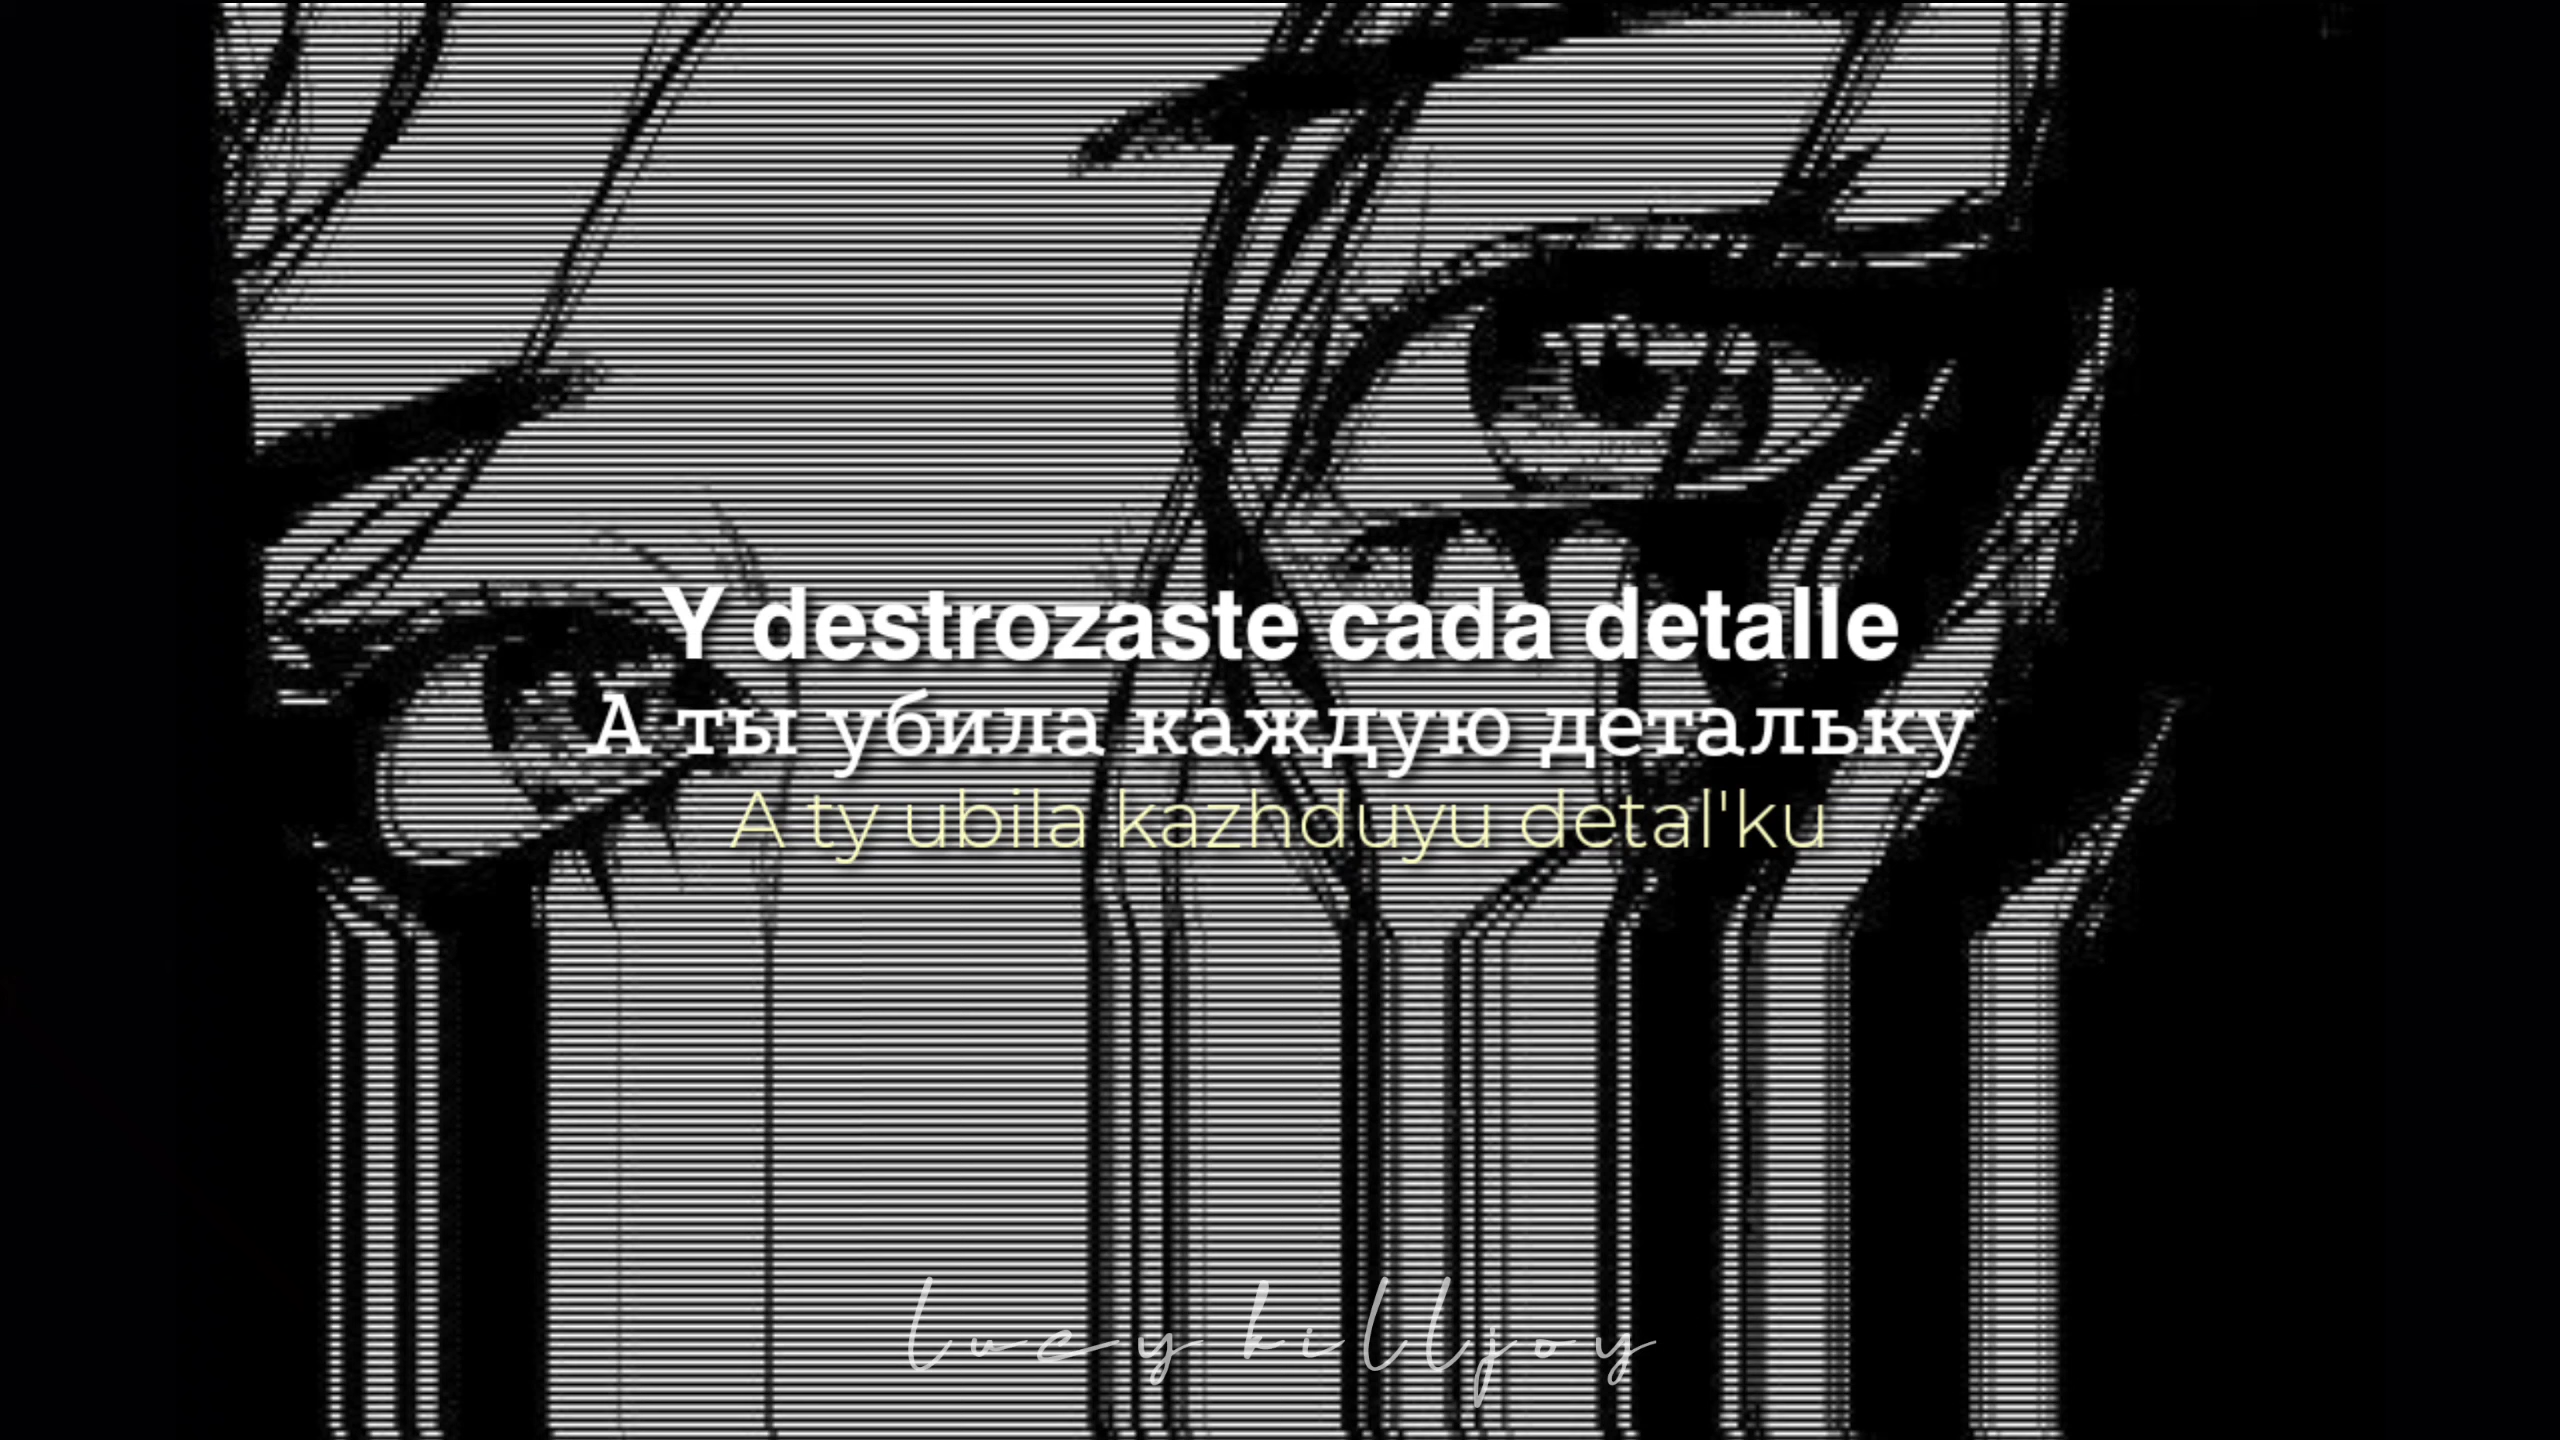 Y destrozaste cada detalle
А ты убила каждую детальку
A ty ubila kazhduyu detal'ku
lucy killjoy